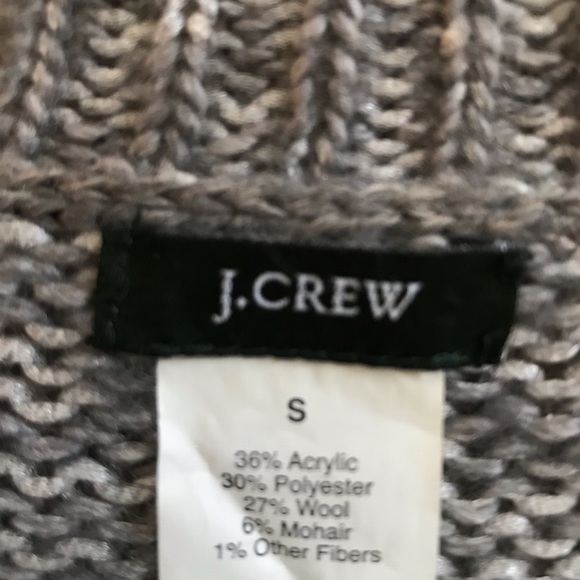 J.CREW
S
36% Acrylic
30% Polyester
27% Wool
6% Mohair
1% Other Fibers